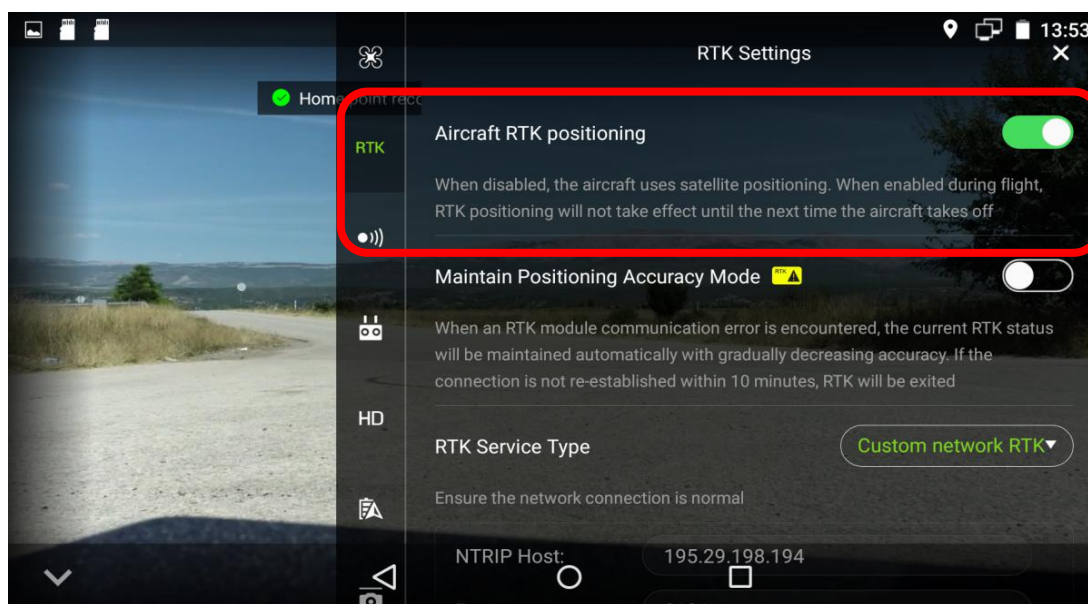 13:53
RTK Settings
Home point reco
RTK
Aircraft RTK positioning
When disabled, the aircraft uses satellite positioning. When enabled during flight,
RTK positioning will not take effect until the next time the aircraft takes off
Maintain Positioning Accuracy Mode RTK
When an RTK module communication error is encountered, the current RTK status
will be maintained automatically with gradually decreasing accuracy. If the
connection is not re-established within 10 minutes, RTK will be exited
HD
RTK Service Type
Custom network RTK
Ensure the network connection is normal
NTRIP Host:
195.29.198.194